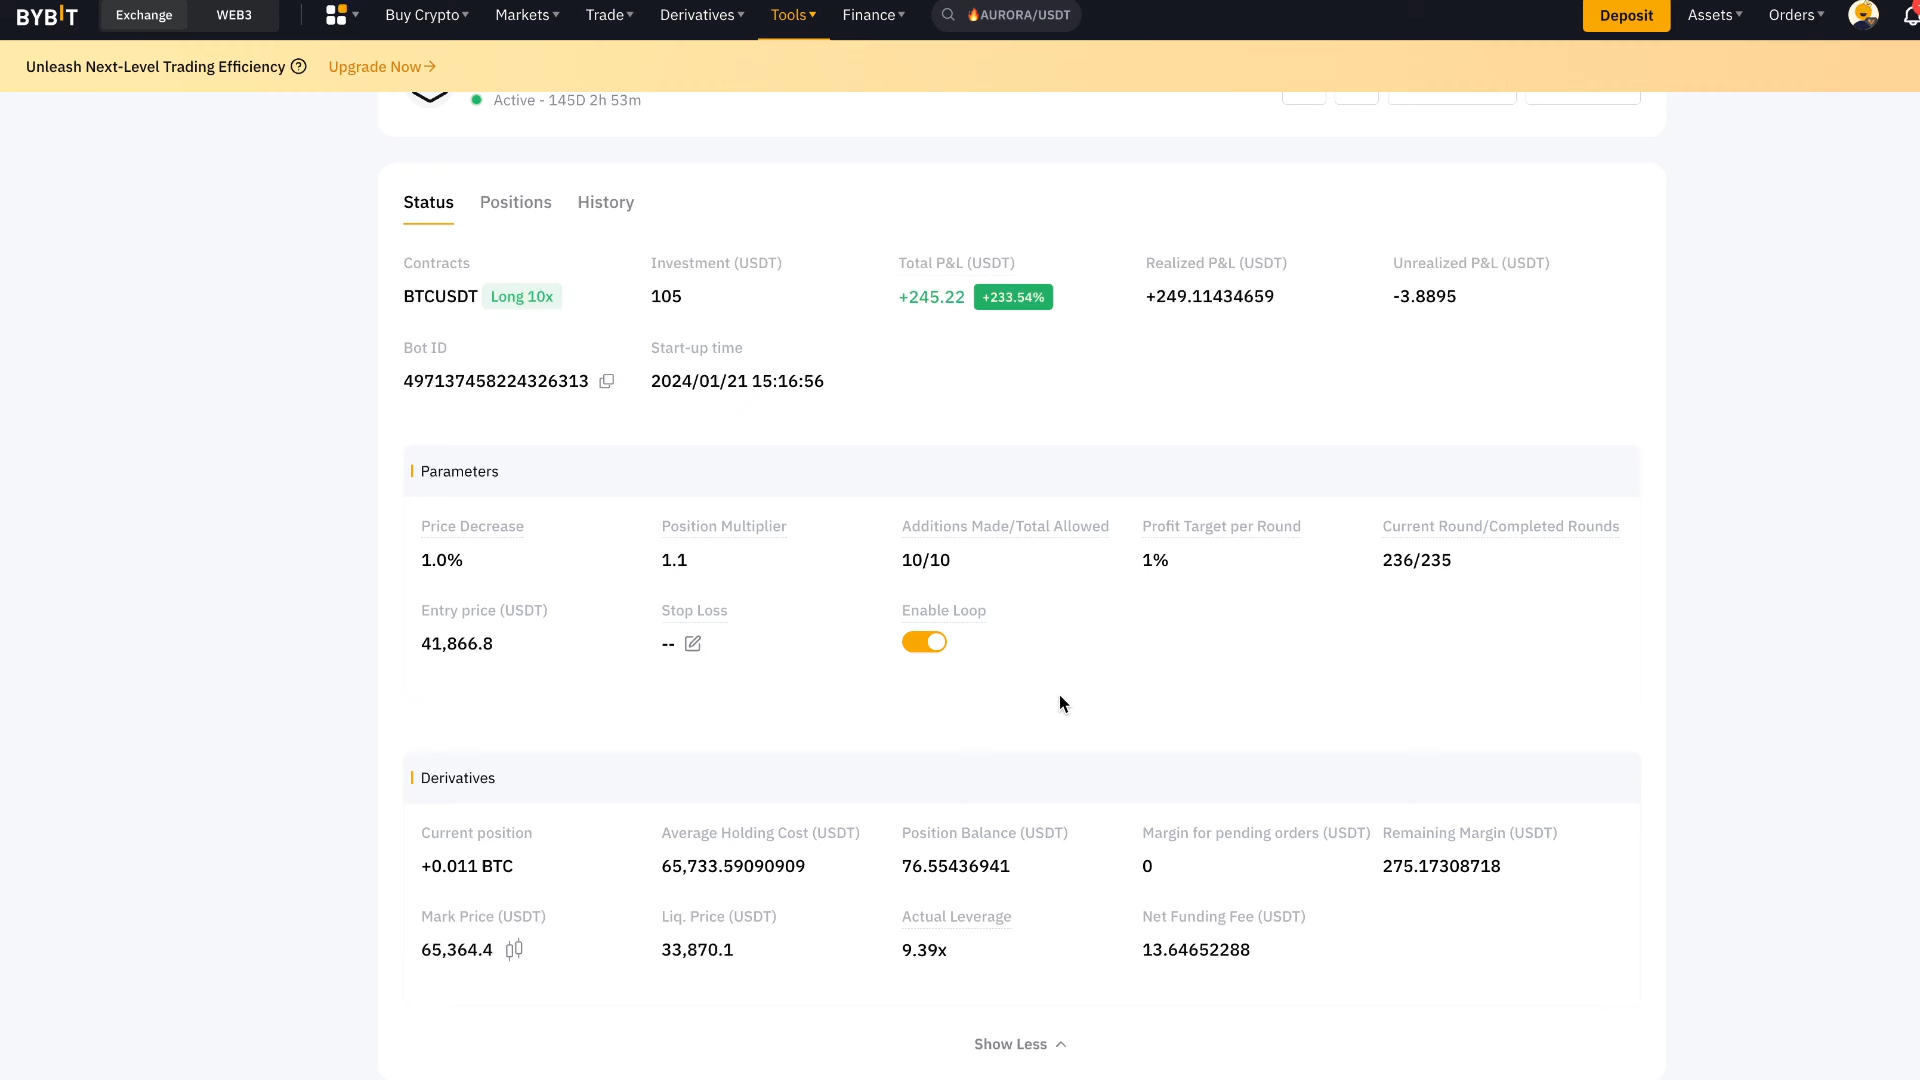 BYBIT Exchange WEB3 Buy Crypto Markets Trade Derivatives Tools Finance AURORA/USDT Deposit Assets Orders
Unleash Next-Level Trading Efficiency ? Upgrade Now →
Active - 145D 2h 53m
Status Positions History
Contracts Investment (USDT) Total P&L (USDT) Realized P&L (USDT) Unrealized P&L (USDT)
BTCUSDT Long 10x 105 +245.22 +233.54% +249.11434659 -3.8895
Bot ID Start-up time
497137458224326313 2024/01/21 15:16:56
Parameters
Price Decrease Position Multiplier Additions Made/Total Allowed Profit Target per Round Current Round/Completed Rounds
1.0% 1.1 10/10 1% 236/235
Entry price (USDT) Stop Loss Enable Loop
41,866.8 --
Derivatives
Current position Average Holding Cost (USDT) Position Balance (USDT) Margin for pending orders (USDT) Remaining Margin (USDT)
+0.011 BTC 65,733.59090909 76.55436941 0 275.17308718
Mark Price (USDT) Liq. Price (USDT) Actual Leverage Net Funding Fee (USDT)
65,364.4 33,870.1 9.39x 13.64652288
Show Less